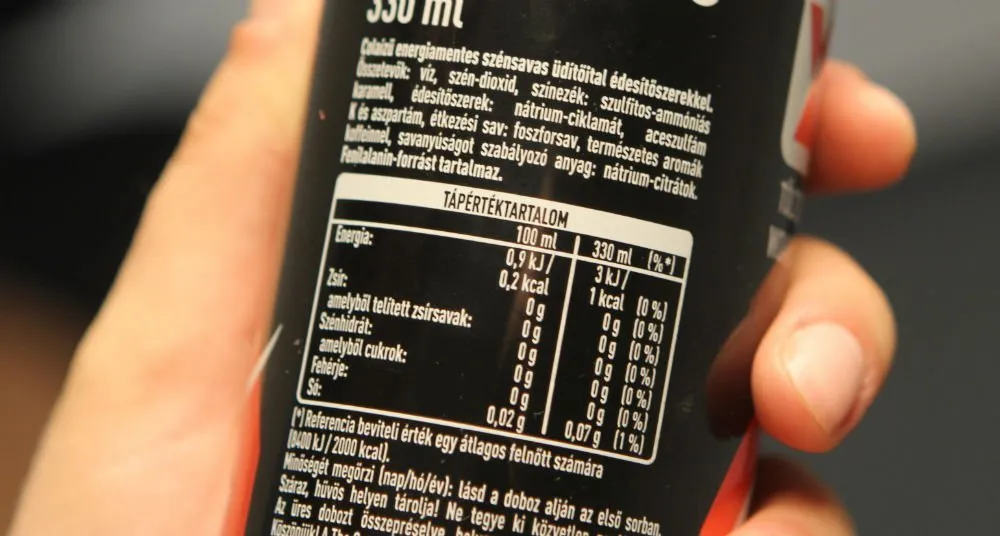 330 ml
Colaízű energiamentes szénsavas üdítőital édesítőszerekkel.
Összetevők: víz, szén-dioxid, színezék: szulfitos-ammóniás
karamell, édesítőszerek: nátrium-ciklamát, aceszulfám
K és aszpartám, étkezési sav: foszforsav, természetes aromák
koffeinnel, savanyúságot szabályozó anyag: nátrium-citrátok.
Fenilalanin-forrást tartalmaz.
TÁPÉRTÉKTARTALOM
100 ml 330 ml (%*)
Energia: 0,9 kJ/ 3 kJ/
0,2 kcal 1 kcal (0 %)
Zsír: 0 g 0 g (0 %)
amelyből telített zsírsavak: 0 g 0 g (0 %)
Szénhidrát: 0 g 0 g (0 %)
amelyből cukrok: 0 g 0 g (0 %)
Fehérje: 0 g 0 g (0 %)
Só: 0,02 g 0,07 g (1 %)
(*) Referencia beviteli érték egy átlagos felnőtt számára
(8400 kJ / 2000 kcal).
Minőségét megőrzi (nap/hó/év): lásd a doboz alján az első sorban.
Száraz, hűvös helyen tárolja! Ne tegye ki közvetlen
Az üres dobozt összepréselve
Köszönjük! A The